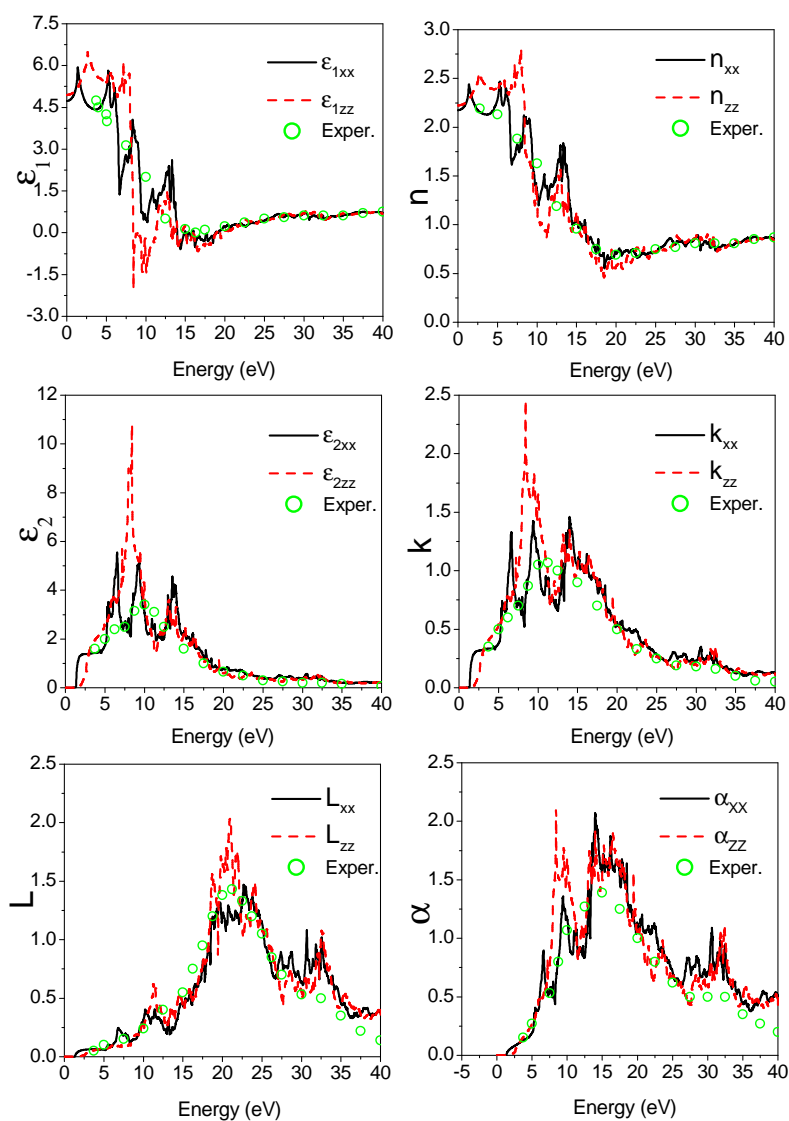 7.5
6.0
4.5
3.0
1.5
0.0
-1.5
-3.0
ε1
ε1xx
ε1zz
Exper.
0 5 10 15 20 25 30 35 40
Energy (eV)
3.0
2.5
2.0
1.5
1.0
0.5
0.0
n
nxx
nzz
Exper.
0 5 10 15 20 25 30 35 40
Energy (eV)
12
10
8
6
4
2
0
ε2
ε2xx
ε2zz
Exper.
0 5 10 15 20 25 30 35 40
Energy (eV)
2.5
2.0
1.5
1.0
0.5
0.0
k
kxx
kzz
Exper.
0 5 10 15 20 25 30 35 40
Energy (eV)
2.5
2.0
1.5
1.0
0.5
0.0
L
Lxx
Lzz
Exper.
0 5 10 15 20 25 30 35 40
Energy (eV)
2.5
2.0
1.5
1.0
0.5
0.0
α
αXX
αZZ
Exper.
-5 0 5 10 15 20 25 30 35 40
Energy (eV)